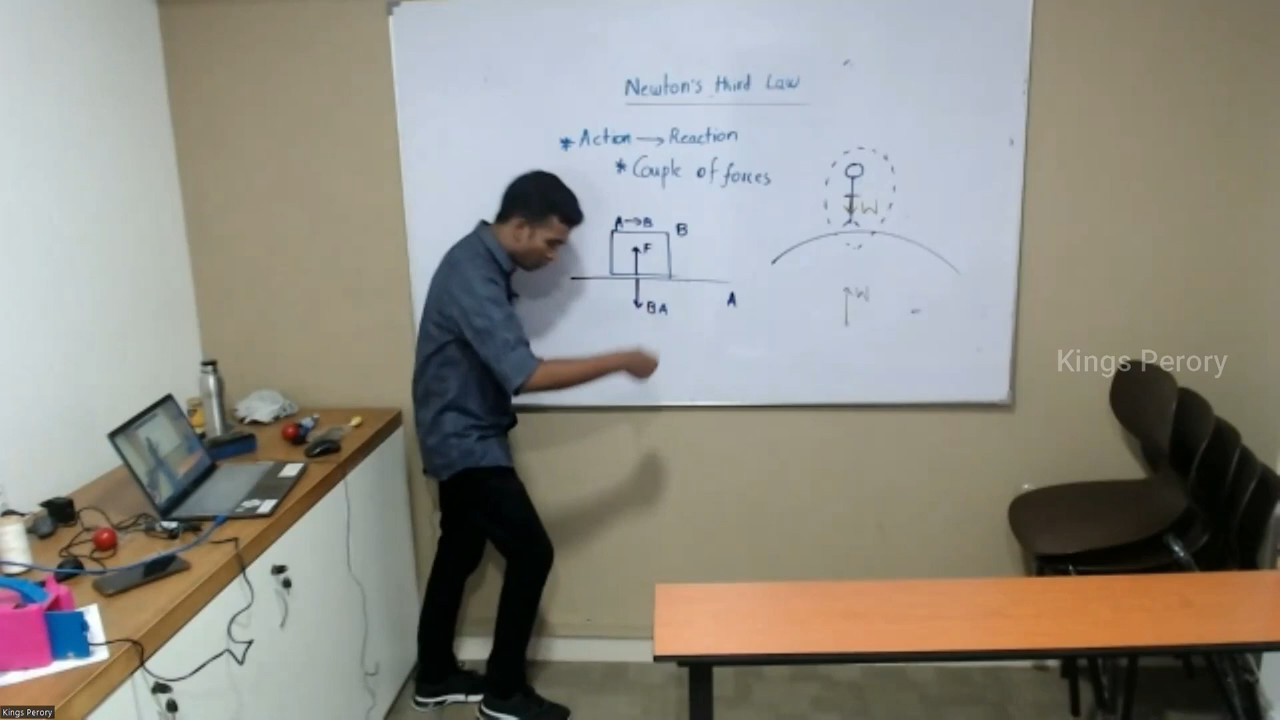 Newton's third Law
* Action → Reaction
* Couple of forces
A→B
B
F
BA
A
W
W
Kings Perory
Kings Perory